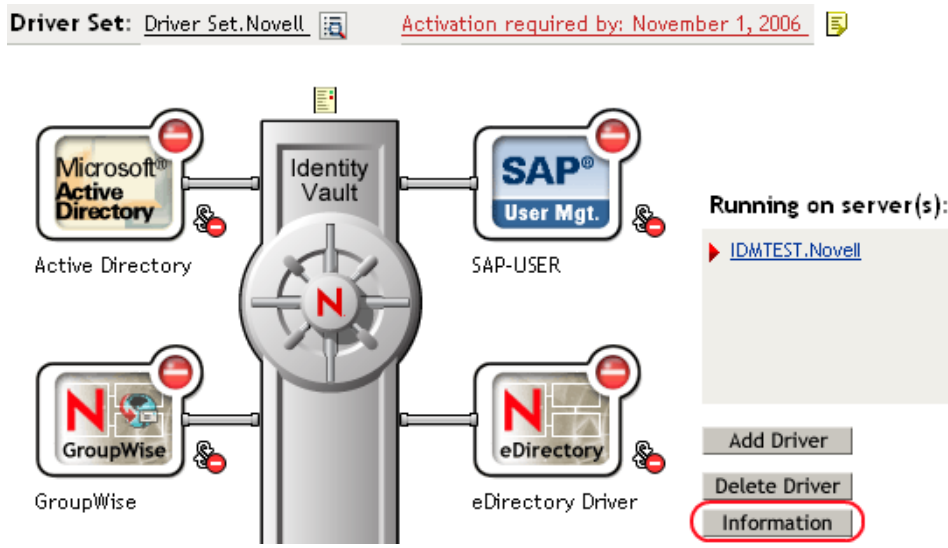 Driver Set: Driver Set.Novell Activation required by: November 1, 2006
Identity
Vault
Microsoft®
Active
Directory
Active Directory
SAP®
User Mgt.
SAP-USER
Running on server(s):
IDMTEST.Novell
N
N
GroupWise
GroupWise
N
eDirectory
eDirectory Driver
Add Driver
Delete Driver
Information